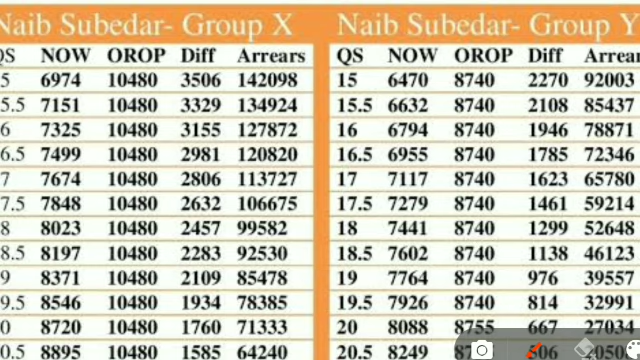 Naib Subedar- Group X Naib Subedar- Group Y
QS NOW OROP Diff Arrears QS NOW OROP Diff Arrear
5 6974 10480 3506 142098 15 6470 8740 2270 92003
5.5 7151 10480 3329 134924 15.5 6632 8740 2108 85437
6 7325 10480 3155 127872 16 6794 8740 1946 78871
6.5 7499 10480 2981 120820 16.5 6955 8740 1785 72346
7 7674 10480 2806 113727 17 7117 8740 1623 65780
7.5 7848 10480 2632 106675 17.5 7279 8740 1461 59214
8 8023 10480 2457 99582 18 7441 8740 1299 52648
8.5 8197 10480 2283 92530 18.5 7602 8740 1138 46123
9 8371 10480 2109 85478 19 7764 8740 976 39557
9.5 8546 10480 1934 78385 19.5 7926 8740 814 32991
0 8720 10480 1760 71333 20 8088 8755 667 27034
0.5 8895 10480 1585 64240 20.5 8249